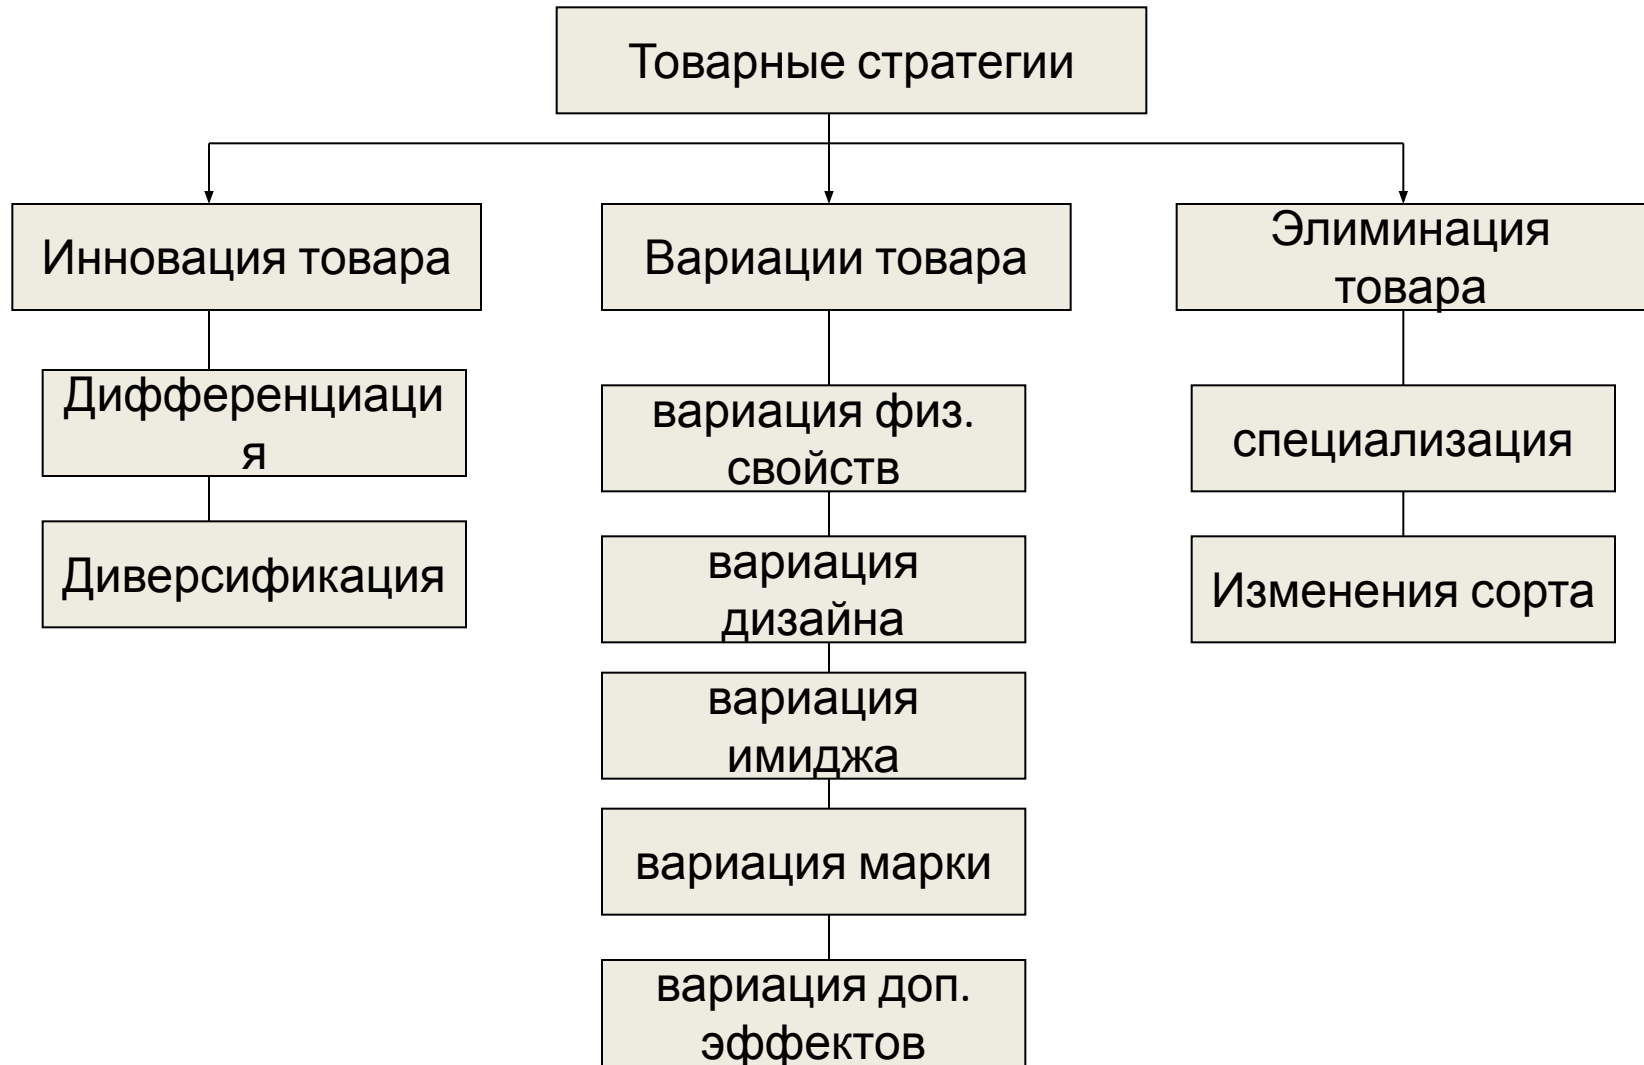 Товарные стратегии
Инновация товара
Вариации товара
Элиминация
товара
Дифференциаци
я
Диверсификация
вариация физ.
свойств
вариация
дизайна
вариация
имиджа
вариация марки
вариация доп.
эффектов
специализация
Изменения сорта